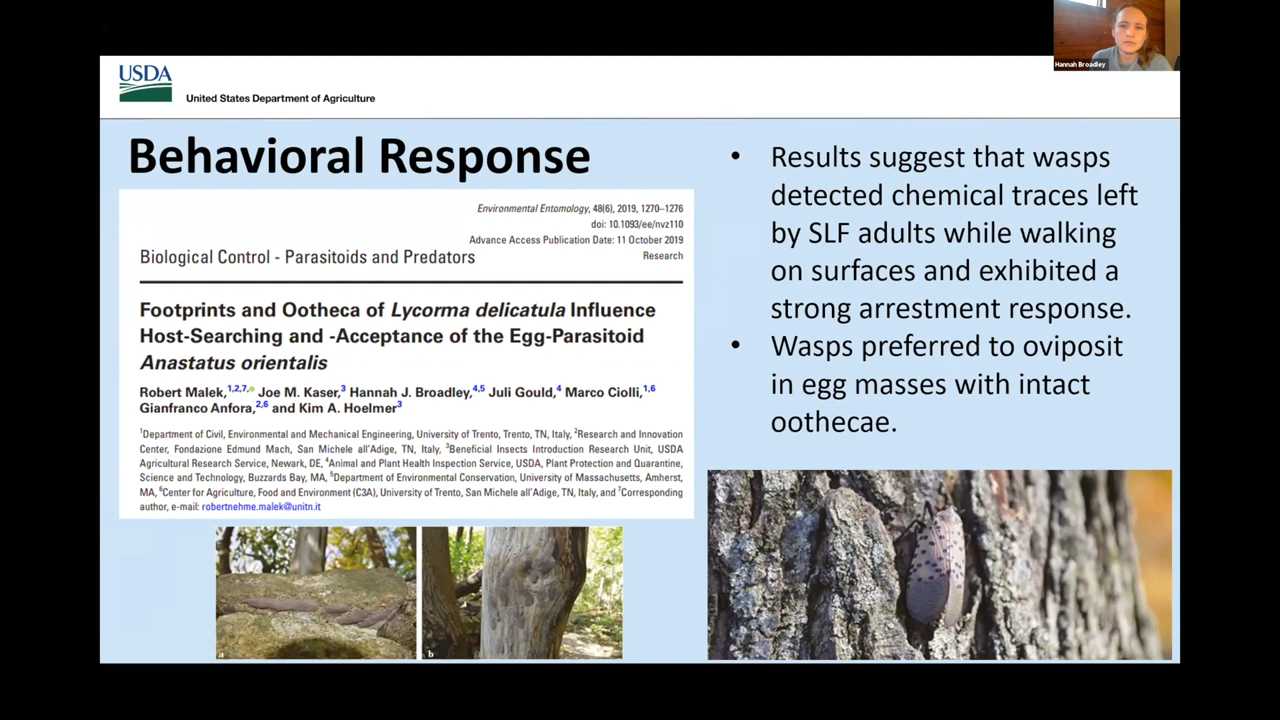 Hannah Broadley
USDA
United States Department of Agriculture
Behavioral Response
Environmental Entomology, 48(6), 2019, 1270–1276
doi: 10.1093/ee/nvz110
Advance Access Publication Date: 11 October 2019
Research
Biological Control - Parasitoids and Predators
Footprints and Ootheca of Lycorma delicatula Influence
Host-Searching and -Acceptance of the Egg-Parasitoid
Anastatus orientalis
Robert Malek,1,2,7, Joe M. Kaser,3 Hannah J. Broadley,4,5 Juli Gould,4 Marco Ciolli,1,6
Gianfranco Anfora,2,6 and Kim A. Hoelmer3
1Department of Civil, Environmental and Mechanical Engineering, University of Trento, Trento, TN, Italy, 2Research and Innovation
Center, Fondazione Edmund Mach, San Michele all'Adige, TN, Italy, 3Beneficial Insects Introduction Research Unit, USDA
Agricultural Research Service, Newark, DE, 4Animal and Plant Health Inspection Service, USDA, Plant Protection and Quarantine,
Science and Technology, Buzzards Bay, MA, 5Department of Environmental Conservation, University of Massachusetts, Amherst,
MA, 6Center for Agriculture, Food and Environment (C3A), University of Trento, San Michele all'Adige, TN, Italy, and 7Corresponding
author, e-mail: robertnehme.malek@unitn.it
a
b
• Results suggest that wasps
detected chemical traces left
by SLF adults while walking
on surfaces and exhibited a
strong arrestment response.
• Wasps preferred to oviposit
in egg masses with intact
oothecae.